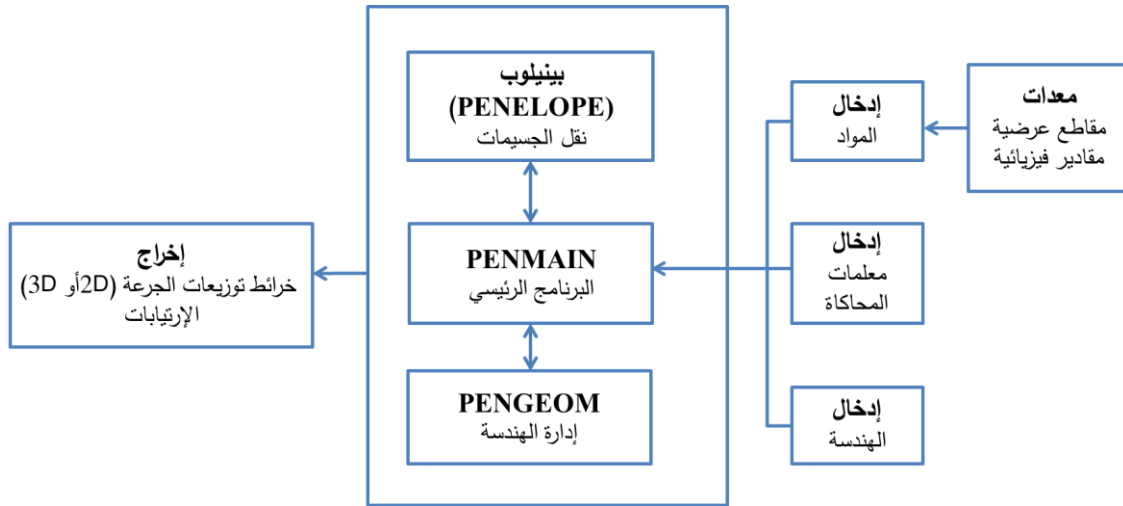 معدات
مقاطع عرضية
مقادير فيزيائية
إدخال
المواد
إدخال
معلمات
المحاكاة
إدخال
الهندسة
بينيلوب
(PENELOPE)
نقل الجسيمات
PENMAIN
البرنامج الرئيسي
PENGEOM
إدارة الهندسة
إخراج
خرائط توزيعات الجرعة (2Dأو 3D)
الإرتيابات